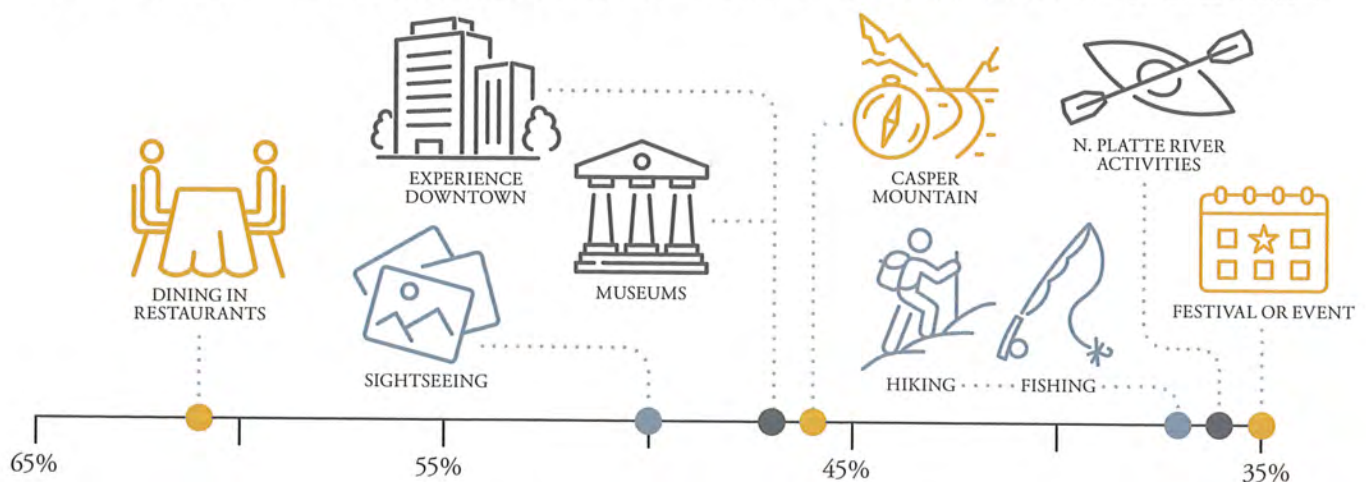 EXPERIENCE
DOWNTOWN
CASPER
MOUNTAIN
N. PLATTE RIVER
ACTIVITIES
DINING IN
RESTAURANTS
MUSEUMS
FESTIVAL OR EVENT
SIGHTSEEING
HIKING
FISHING
65%
55%
45%
35%